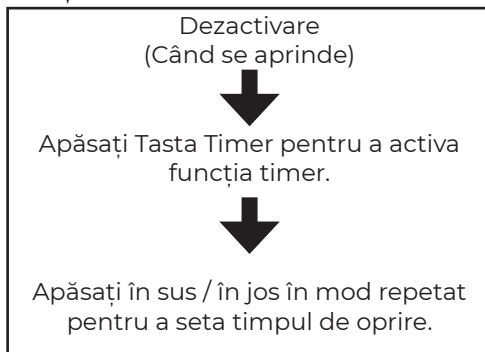 Dezactivare
(Când se aprinde)
Apăsați Tasta Timer pentru a activa
funcția timer.
Apăsați în sus / în jos în mod repetat
pentru a seta timpul de oprire.